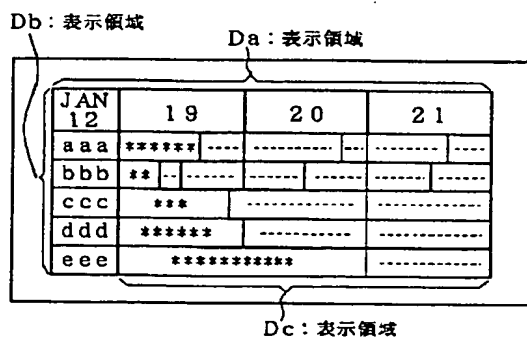 Db：表示領域
Da：表示領域
JAN 12 19 20 21
aaa ****** ----- ------------ --- --------- -----
bbb ** -- ------------- --------- ------------- ------
ccc *** --------------- -------------
ddd ****** ------------- -------------
eee *********** -------------
Dc：表示領域